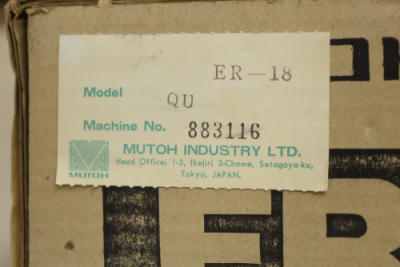 ER-18
Model QU
Machine No. 883116
MUTOH INDUSTRY LTD.
Head Office: 1-3, Ikejiri 3-Chome, Setagaya-ku,
Tokyo, JAPAN.
MUTOH
ER